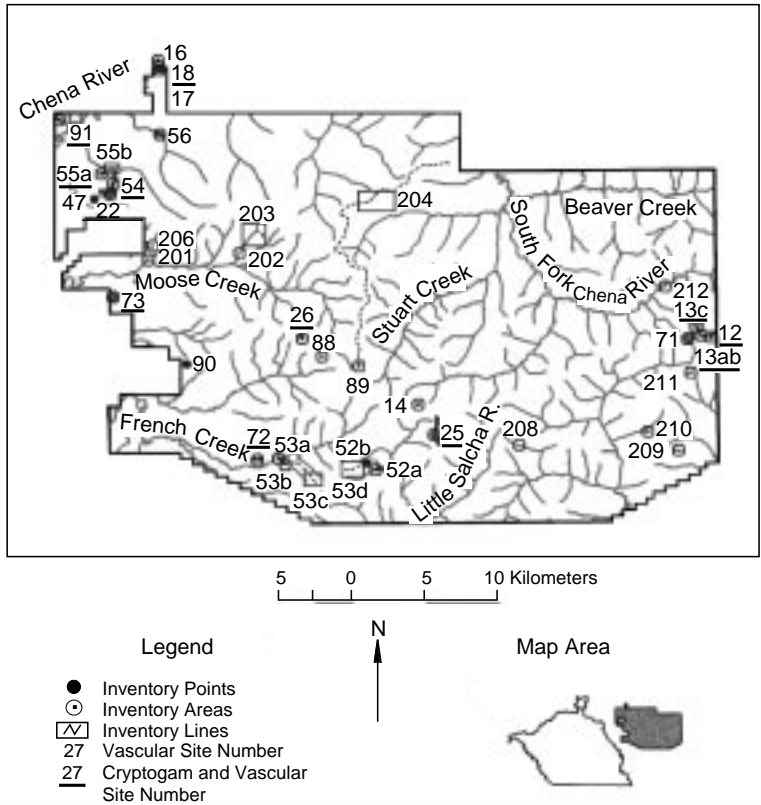 16
18
17
Chena River
56
91
55b
55a
54
47
22
204
203
206
201
202
Beaver Creek
South Fork
Chena River
Moose Creek
Stuart Creek
212
73
26
13c
12
88
71
13ab
90
89
211
14
French Creek
72
53a
52b
25
208
210
52a
209
53b
53d
53c
Little Salcha R.
5 0 5 10 Kilometers
N
Legend
Map Area
Inventory Points
Inventory Areas
Inventory Lines
27 Vascular Site Number
27 Cryptogam and Vascular
Site Number